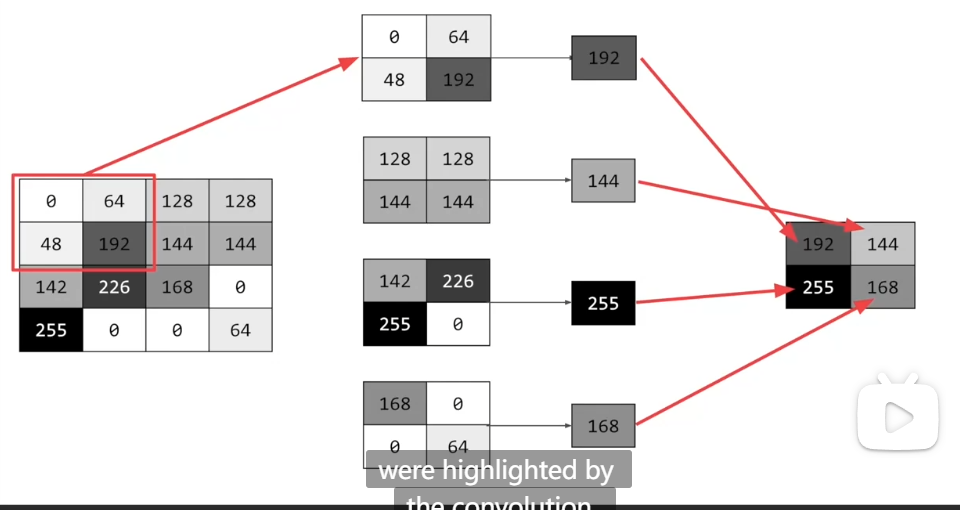 0 64
48 192
192
128 128
144 144
144
0 64 128 128
48 192 144 144
142 226 168 0
255 0 0 64
142 226
255 0
255
192 144
255 168
168 0
0 64
168
were highlighted by
the convolution